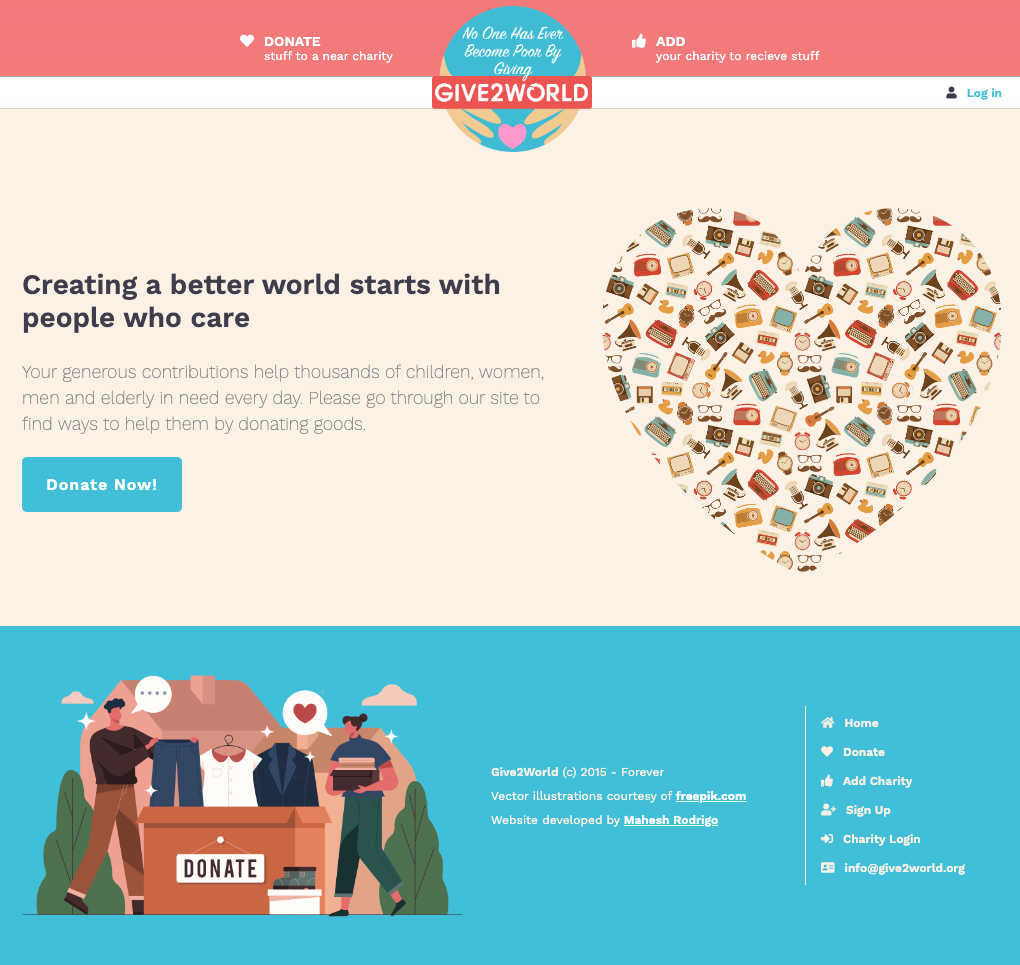 DONATE
stuff to a near charity
No One Has Ever
Become Poor By
Giving
GIVE2WORLD
ADD
your charity to recieve stuff
Log in
Creating a better world starts with
people who care
Your generous contributions help thousands of children, women,
men and elderly in need every day. Please go through our site to
find ways to help them by donating goods.
Donate Now!
DONATE
Give2World (c) 2015 - Forever
Vector illustrations courtesy of freepik.com
Website developed by Mahesh Rodrigo
Home
Donate
Add Charity
Sign Up
Charity Login
info@give2world.org